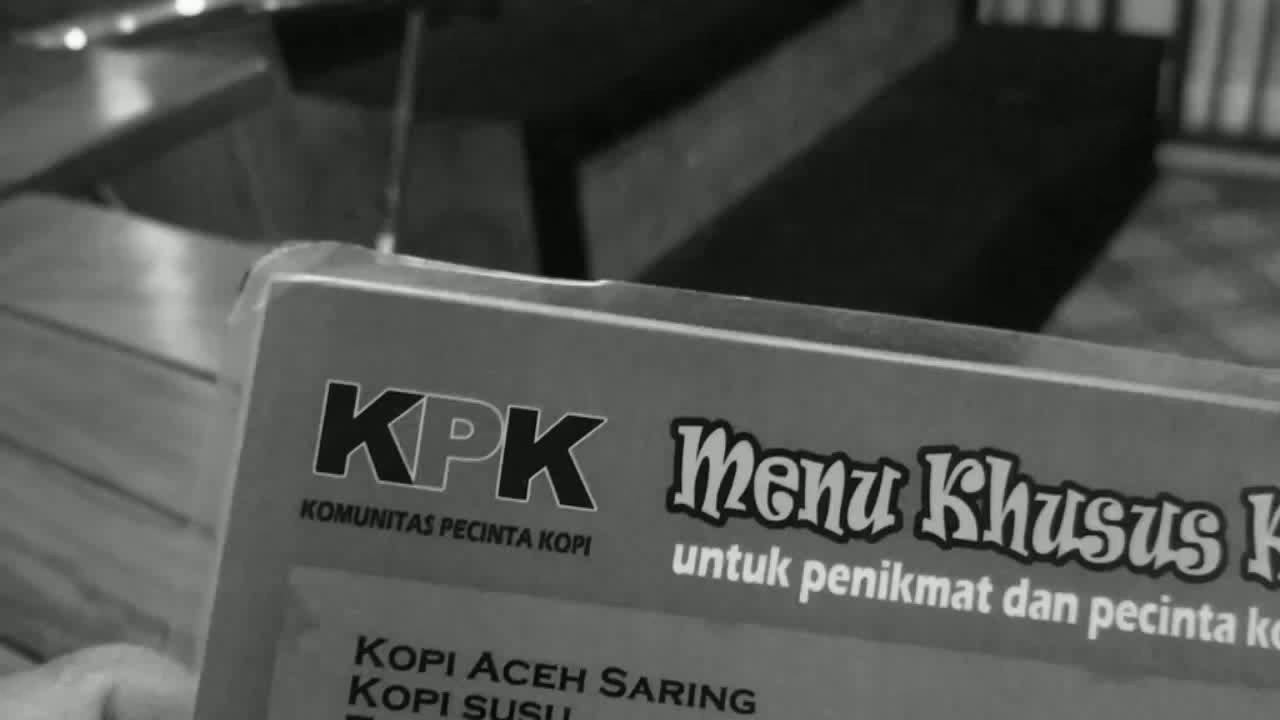 KPK
KOMUNITAS PECINTA KOPI
Menu Khusus
untuk penikmat dan pecinta
KOPI ACEH SARING
KOPI SUSU